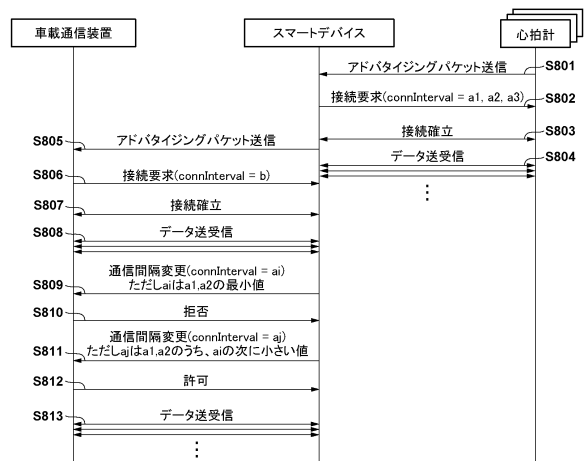 車載通信装置
スマートデバイス
心拍計
アドバタイジングパケット送信
S801
接続要求(connInterval = a1, a2, a3)
S802
接続確立
S803
S805
アドバタイジングパケット送信
データ送受信
S804
S806
接続要求(connInterval = b)
S807
接続確立
S808
データ送受信
通信間隔変更(connInterval = ai)
S809
ただしaiはa1,a2の最小値
S810
拒否
通信間隔変更(connInterval = aj)
S811
ただしajはa1,a2のうち、aiの次に小さい値
S812
許可
S813
データ送受信